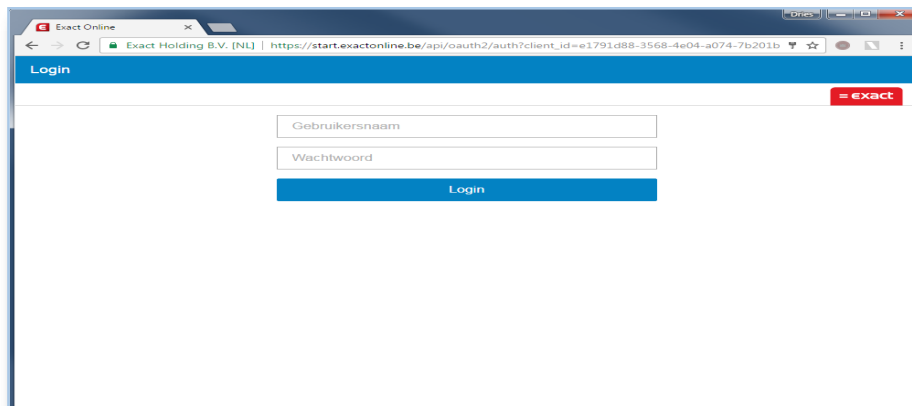 Dries
Exact Online
Exact Holding B.V. [NL] https://start.exactonline.be/api/oauth2/auth?client_id=e1791d88-3568-4e04-a074-7b201b
Login
= exact
Gebruikersnaam
Wachtwoord
Login